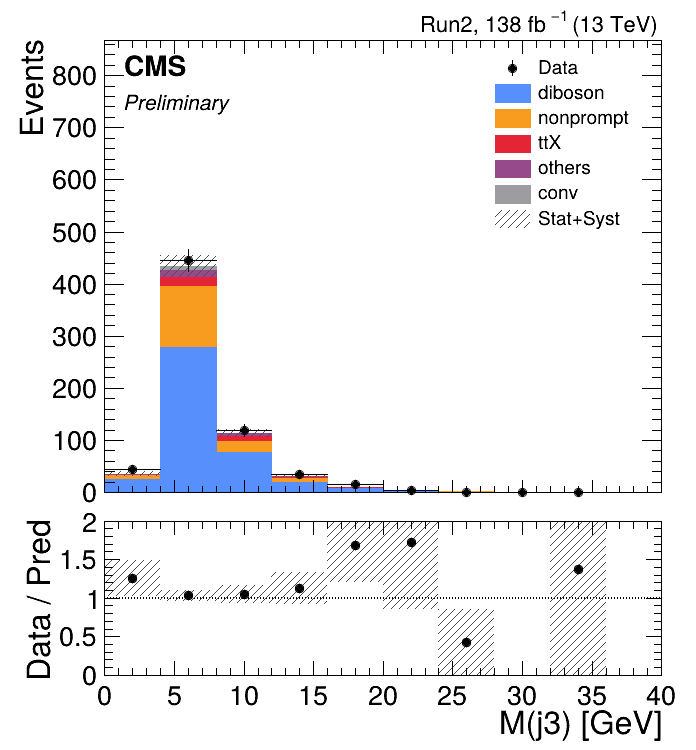 Run2, 138 fb⁻¹ (13 TeV)
CMS
Preliminary
Events
800
700
600
500
400
300
200
100
0
Data
diboson
nonprompt
ttX
others
conv
Stat+Syst
Data / Pred
2
1.5
1
0.5
0
0 5 10 15 20 25 30 35 40
M(j3) [GeV]